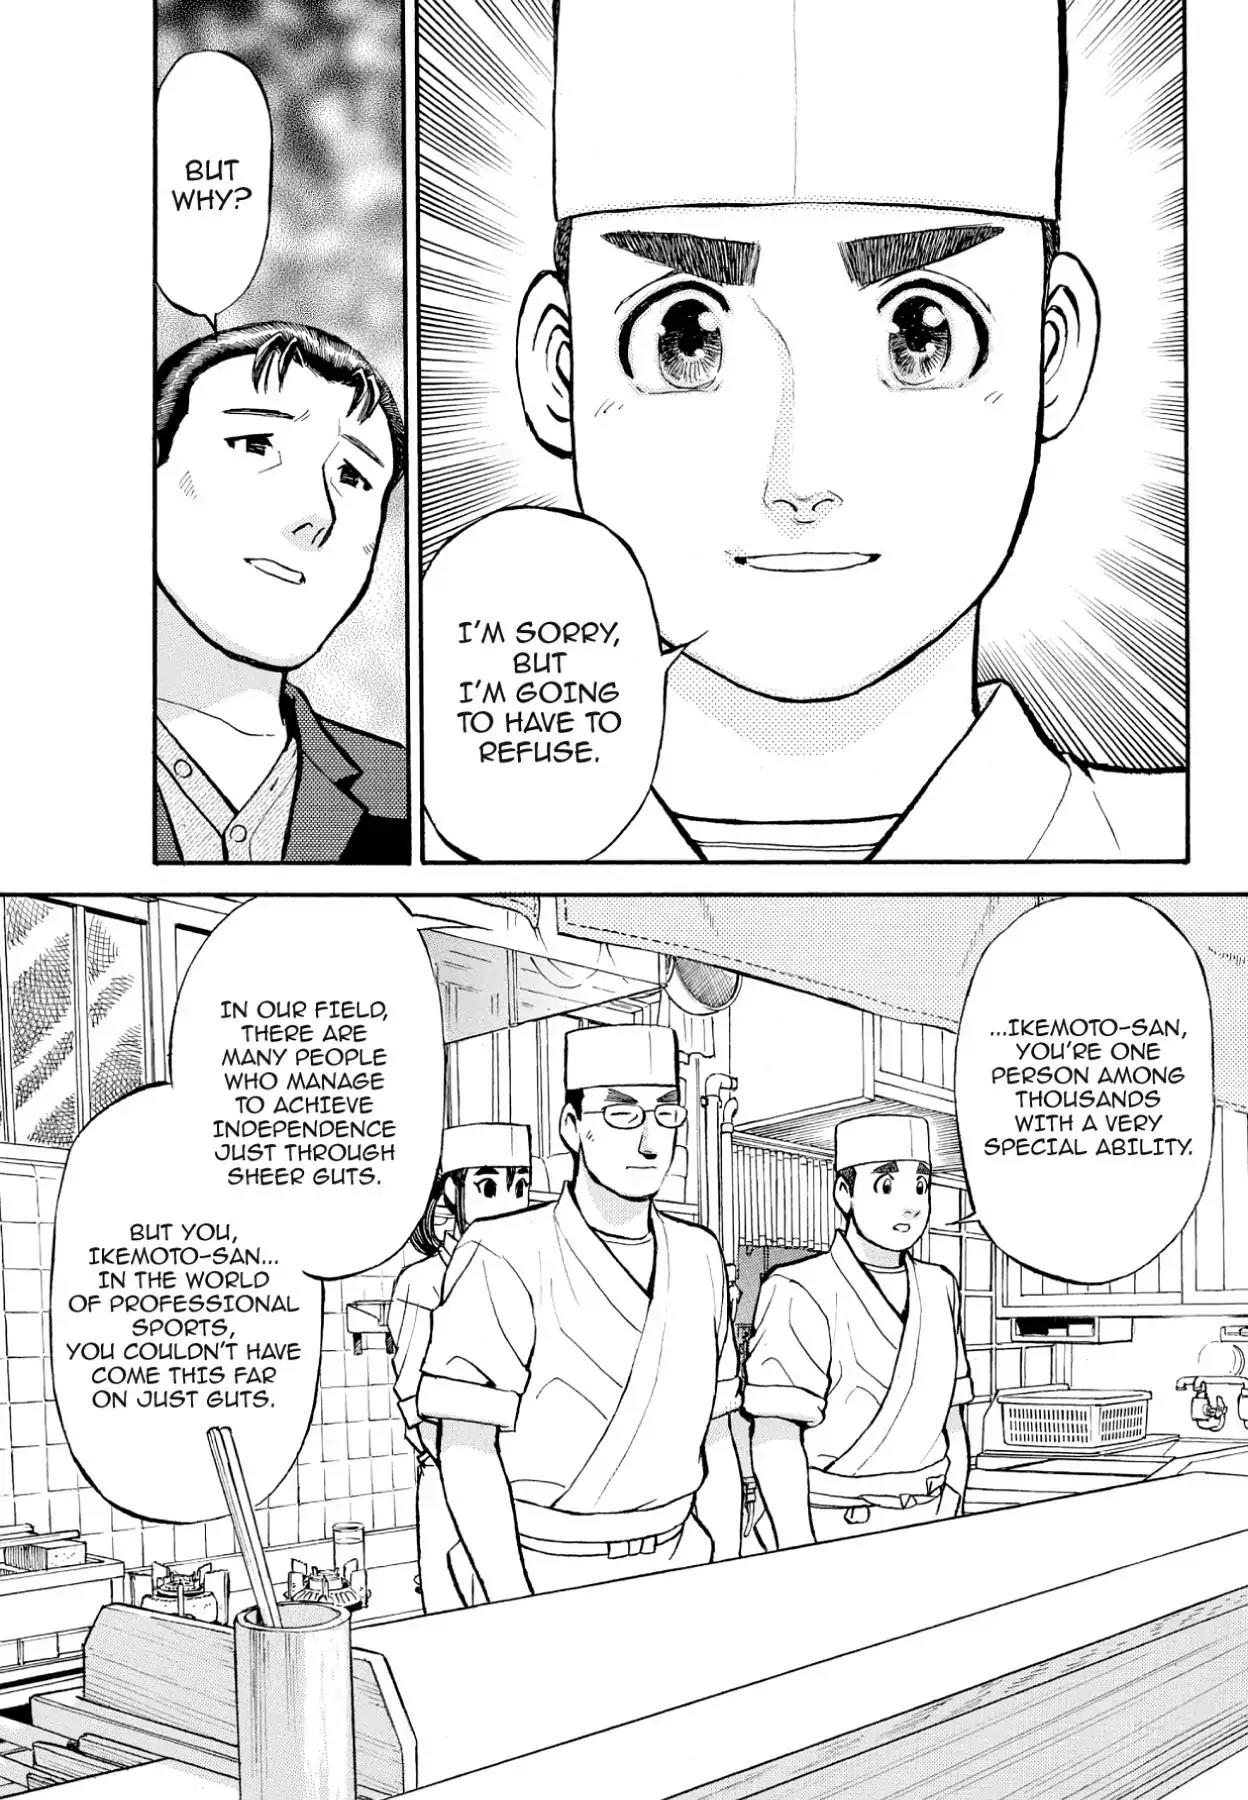 I'M SORRY,
BUT
I'M GOING
TO HAVE TO
REFUSE.
BUT
WHY?
...IKEMOTO-SAN,
YOU'RE ONE
PERSON AMONG
THOUSANDS
WITH A VERY
SPECIAL ABILITY.
IN OUR FIELD,
THERE ARE
MANY PEOPLE
WHO MANAGE
TO ACHIEVE
INDEPENDENCE
JUST THROUGH
SHEER GUTS.
BUT YOU,
IKEMOTO-SAN...
IN THE WORLD
OF PROFESSIONAL
SPORTS,
YOU COULDN'T HAVE
COME THIS FAR
ON JUST GUTS.